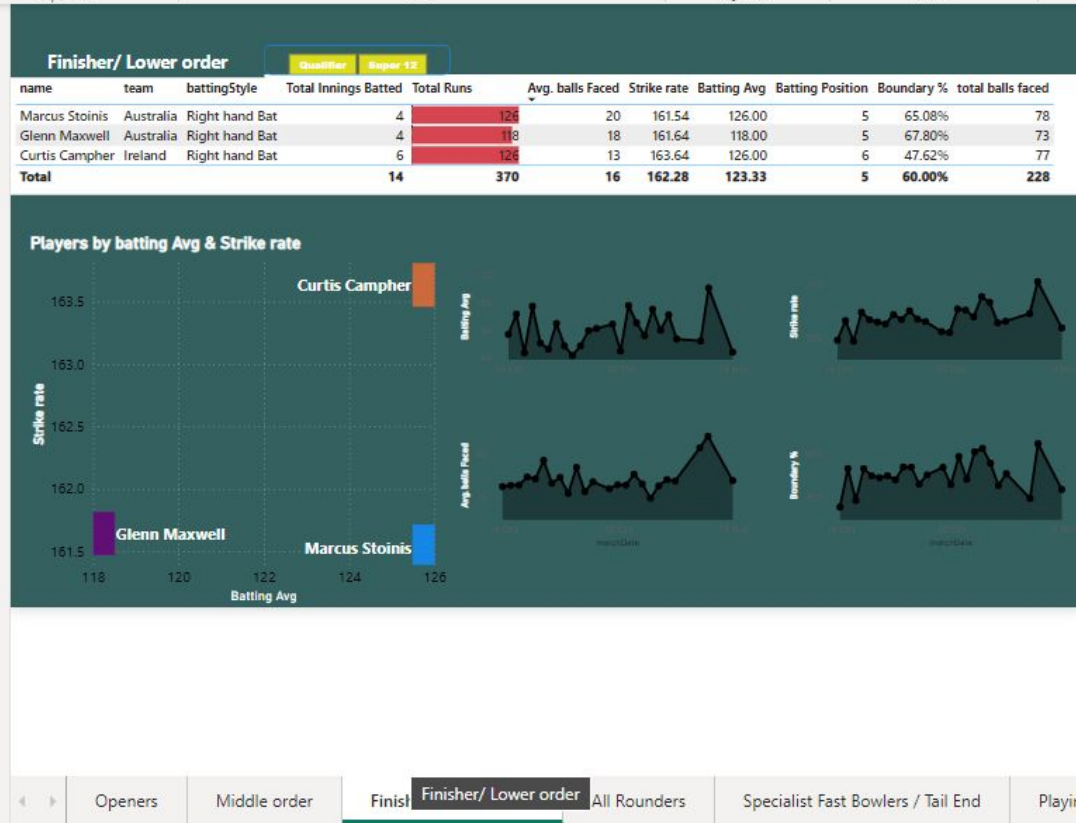 Finisher/ Lower order
Qualifier Super 12
name team battingStyle Total Innings Batted Total Runs Avg. balls Faced Strike rate Batting Avg Batting Position Boundary % total balls faced
Marcus Stoinis Australia Right hand Bat 4 126 20 161.54 126.00 5 65.08% 78
Glenn Maxwell Australia Right hand Bat 4 118 18 161.64 118.00 5 67.80% 73
Curtis Campher Ireland Right hand Bat 6 126 13 163.64 126.00 6 47.62% 77
Total 14 370 16 162.28 123.33 5 60.00% 228
Players by batting Avg & Strike rate
Curtis Campher
163.5
163.0
162.5
162.0
161.5
Strike rate
Glenn Maxwell
Marcus Stoinis
118 120 122 124 126
Batting Avg
Batting Avg
Strike rate
Avg. balls Faced
Boundary %
matchDate
matchDate
Openers Middle order Finish Finisher/ Lower order All Rounders Specialist Fast Bowlers / Tail End Playin